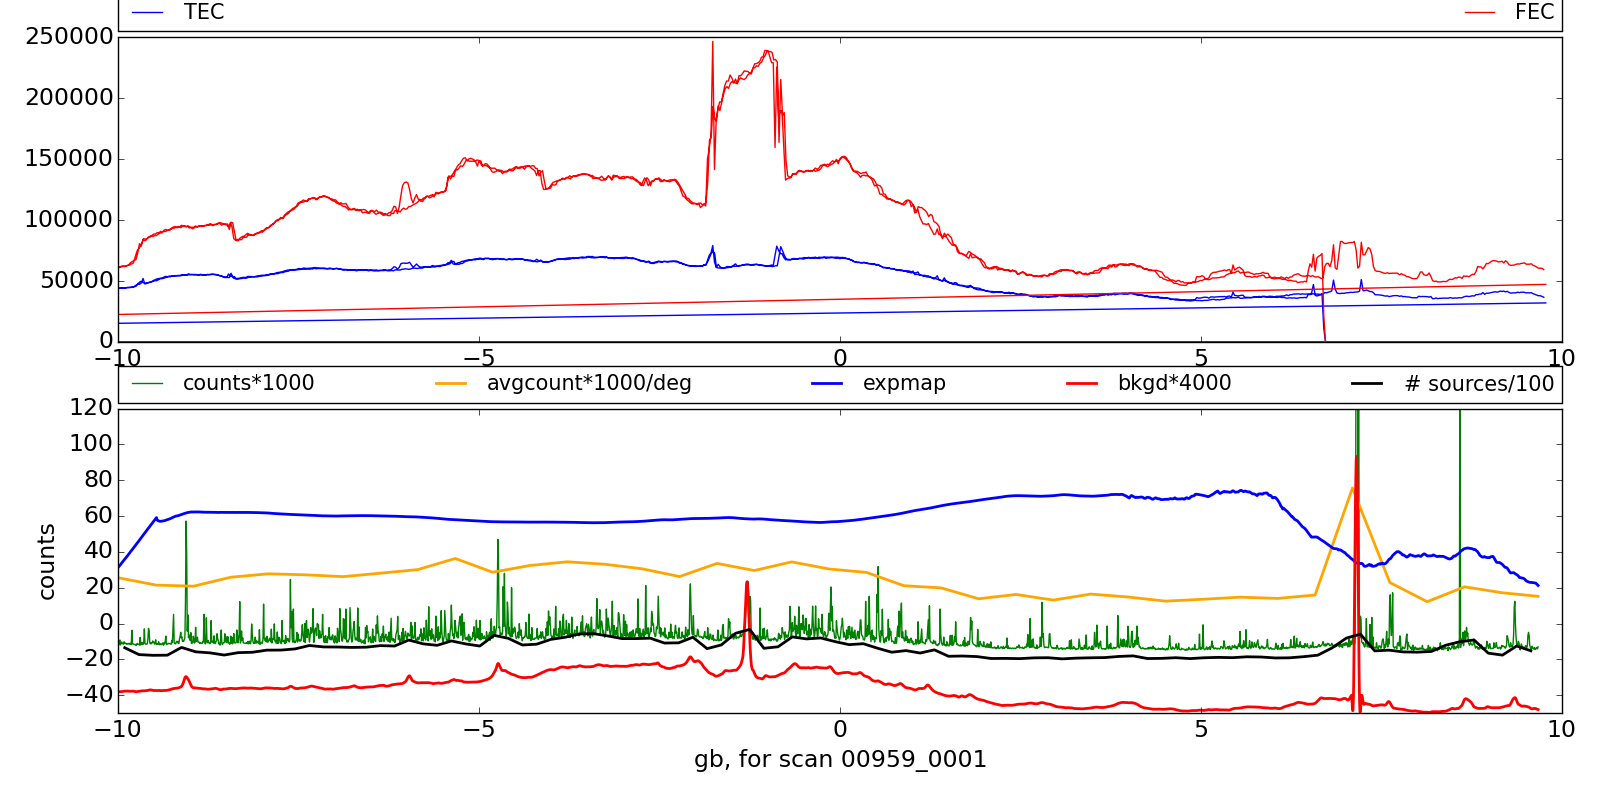 TEC FEC
250000
200000
150000
100000
50000
0
−10 −5 0 5 10
counts*1000 avgcount*1000/deg expmap bkgd*4000 # sources/100
120
100
80
60
40
20
0
−20
−40
counts
−10 −5 0 5 10
gb, for scan 00959_0001